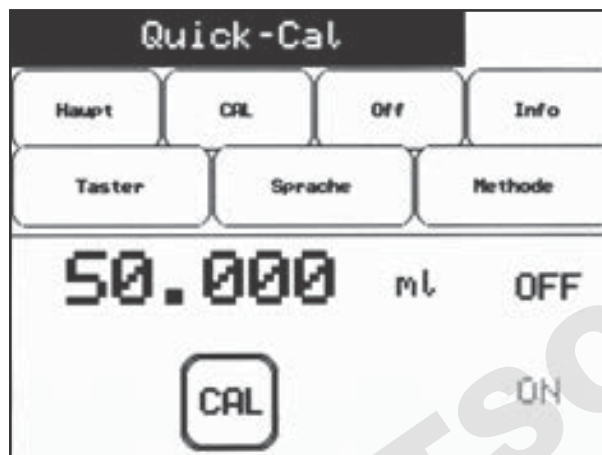 Quick-Cal
Haupt CAL Off Info
Taster Sprache Methode
50.000 ml OFF
CAL ON